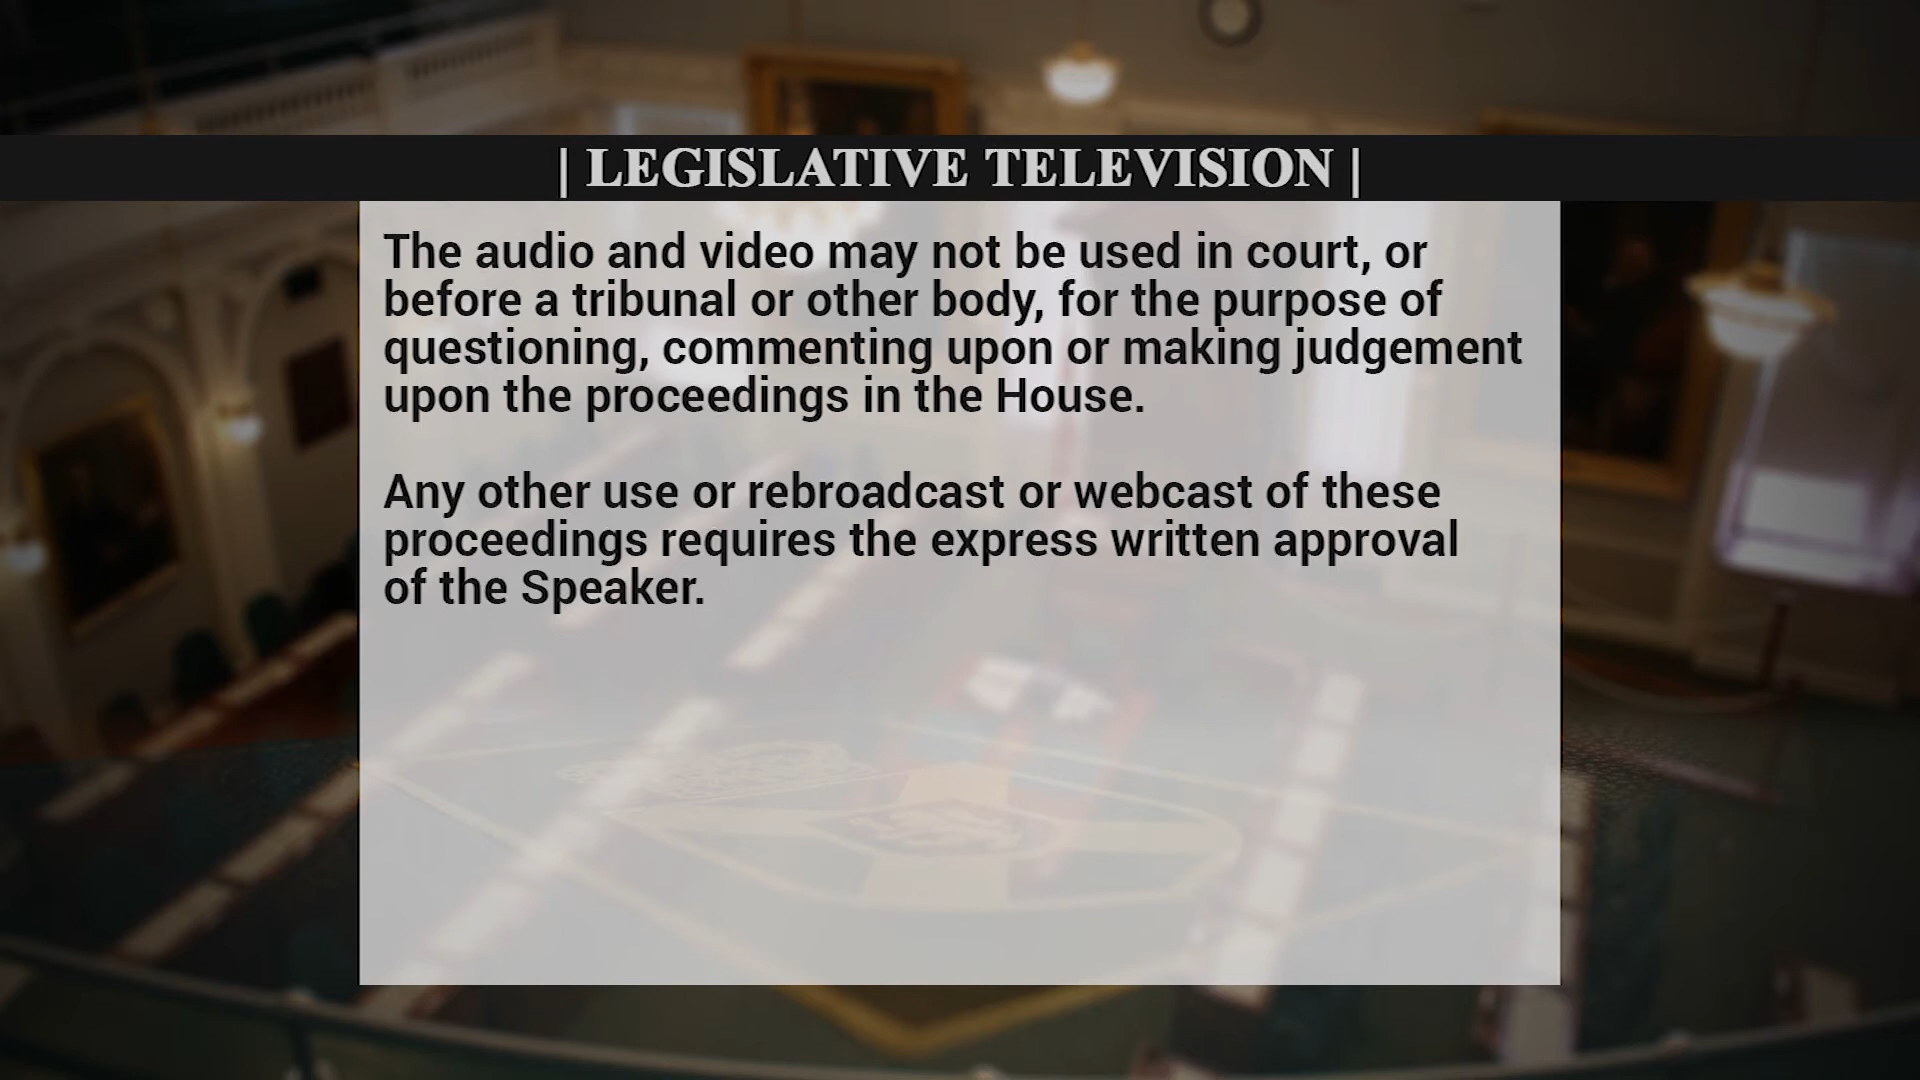 | LEGISLATIVE TELEVISION |
The audio and video may not be used in court, or
before a tribunal or other body, for the purpose of
questioning, commenting upon or making judgement
upon the proceedings in the House.
Any other use or rebroadcast or webcast of these
proceedings requires the express written approval
of the Speaker.